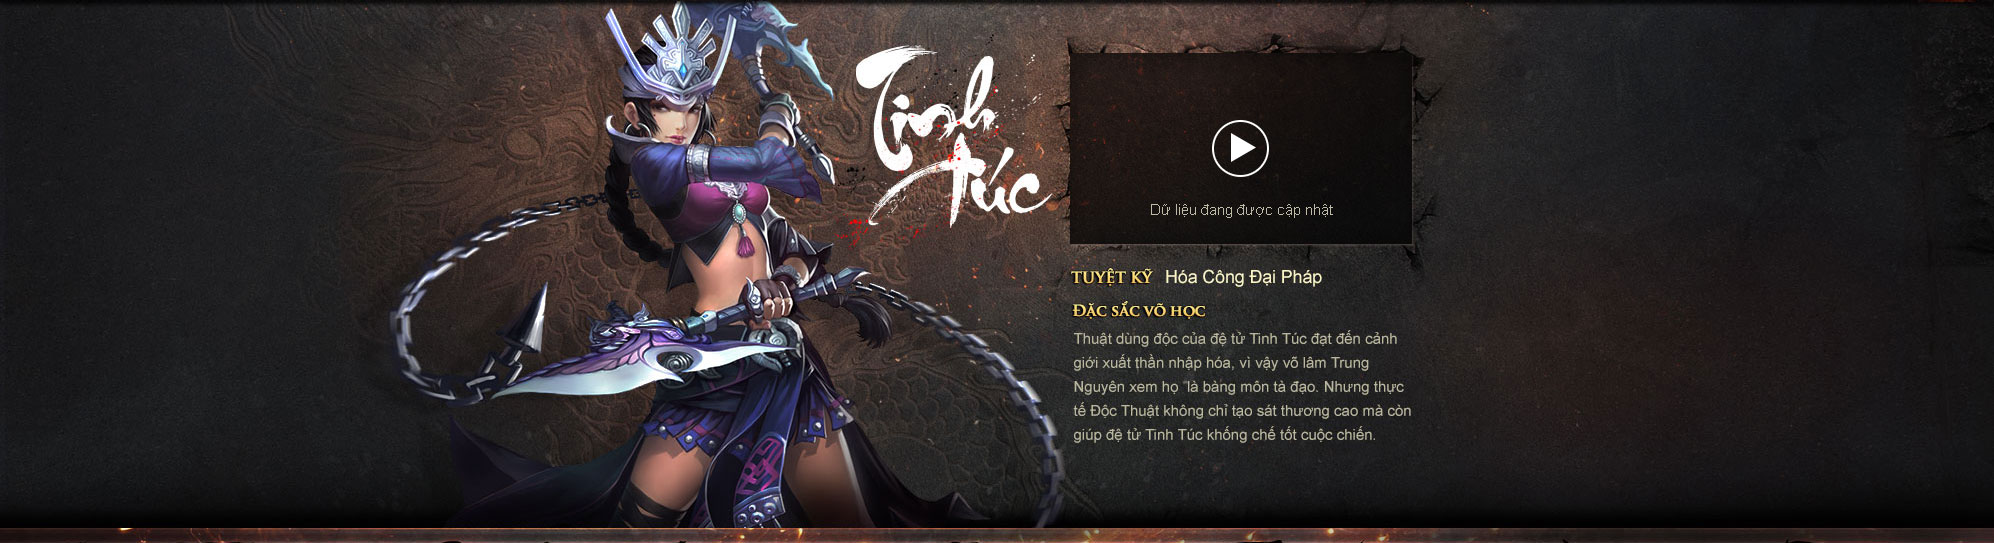 Tinh
Túc
Dữ liệu đang được cập nhật
TUYỆT KỸ Hóa Công Đại Pháp
ĐẶC SẮC VÕ HỌC
Thuật dùng độc của đệ tử Tinh Túc đạt đến cảnh
giới xuất thần nhập hóa, vì vậy võ lâm Trung
Nguyên xem họ là bàng môn tả đạo. Nhưng thực
tế Độc Thuật không chỉ tạo sát thương cao mà còn
giúp đệ tử Tinh Túc khống chế tốt cuộc chiến.